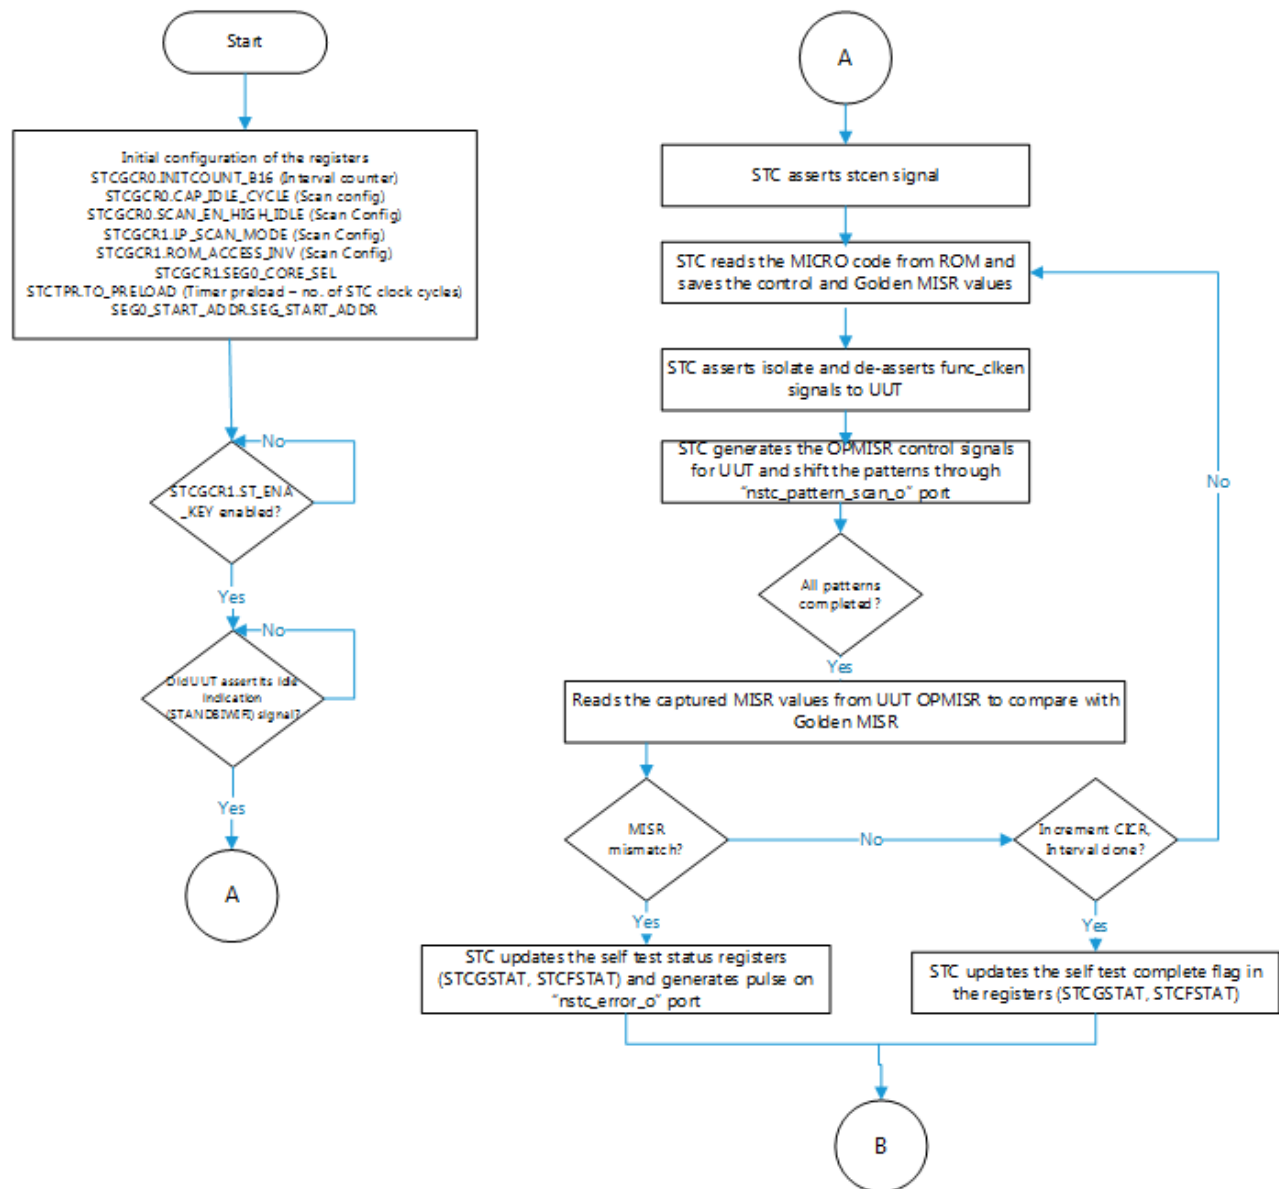 Start
Initial configuration of the registers
STCGCR0.INITCOUNT_B16 (Interval counter)
STCGCR0.CAP_IDLE_CYCLE (Scan config)
STCGCR0.SCAN_EN_HIGH_IDLE (Scan Config)
STCGCR1.LP_SCAN_MODE (Scan Config)
STCGCR1.ROM_ACCESS_INV (Scan Config)
STCGCR1.SEG0_CORE_SEL
STCTPR.TO_PRELOAD (Timer preload – no. of STC clock cycles)
SEG0_START_ADDR.SEG_START_ADDR
No
STCGCR1.ST_ENA
_KEY enabled?
Yes
No
Did UUT assert its Idle
Indication
(STANDBIWIFI) signal?
Yes
A
A
STC asserts stcen signal
STC reads the MICRO code from ROM and
saves the control and Golden MISR values
STC asserts isolate and de-asserts func_clken
signals to UUT
STC generates the OPMISR control signals
for UUT and shift the patterns through
“nstc_pattern_scan_o” port
No
All patterns
completed?
Yes
Reads the captured MISR values from UUT OPMISR to compare with
Golden MISR
MISR
mismatch?
No
Increment CICR,
Interval done?
Yes
Yes
STC updates the self test status registers
(STCGSTAT, STCFSTAT) and generates pulse on
“nstc_error_o” port
STC updates the self test complete flag in
the registers (STCGSTAT, STCFSTAT)
B